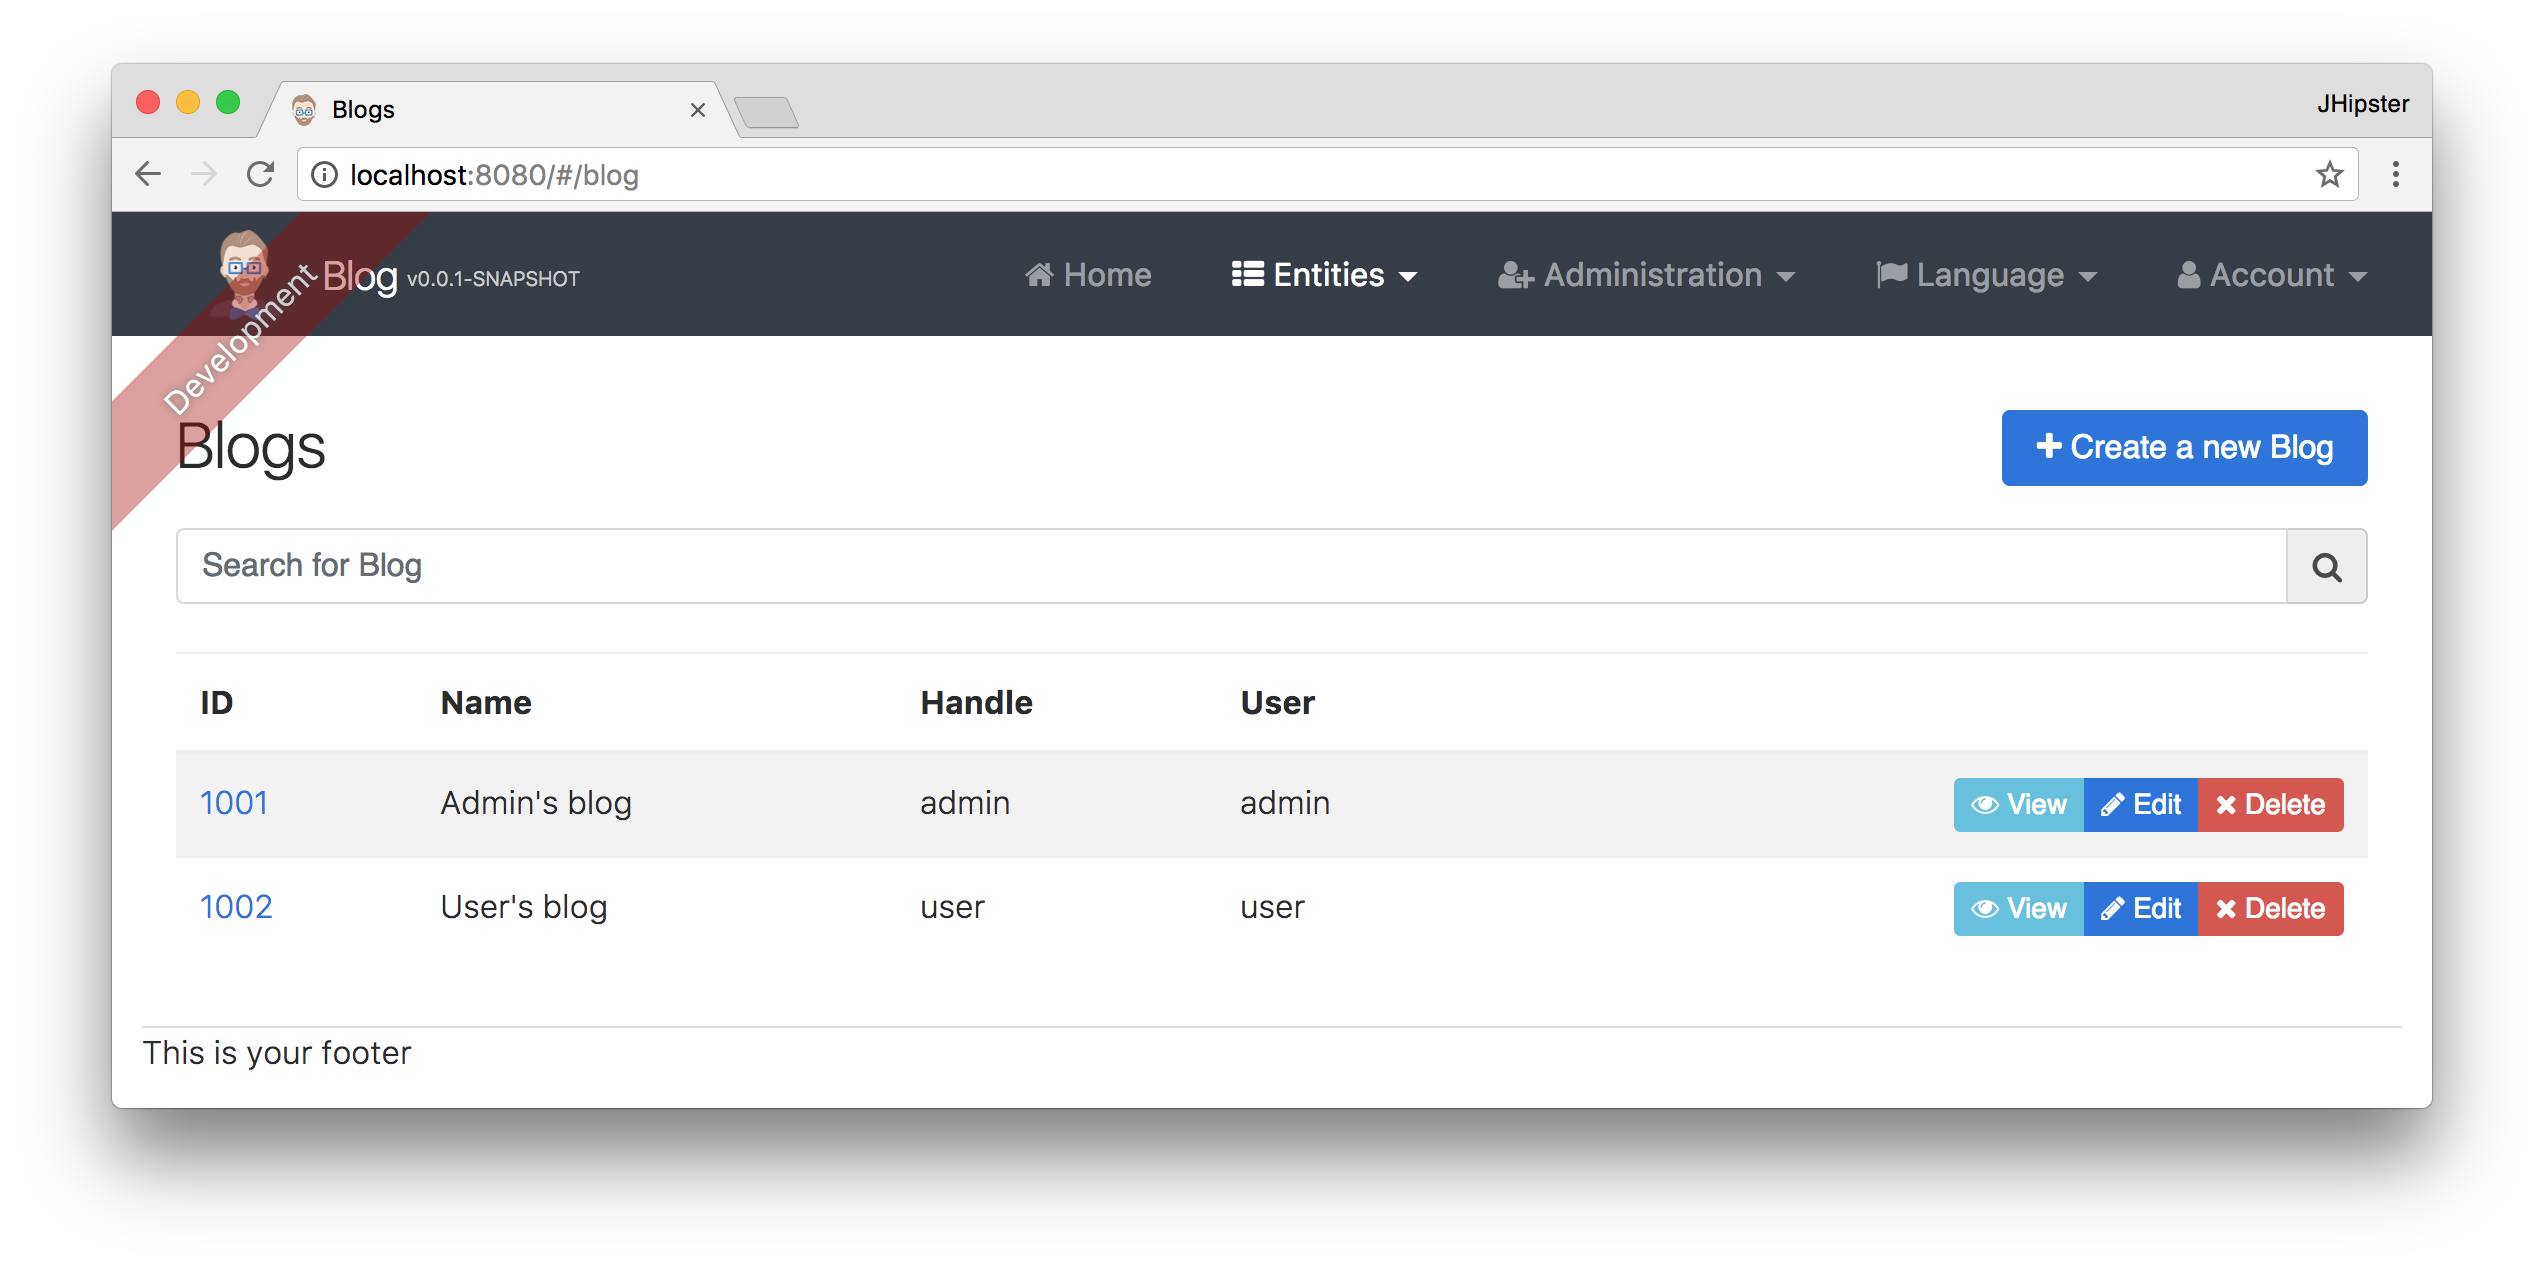 Blogs
JHipster
localhost:8080/#/blog
Development
Blog v0.0.1-SNAPSHOT
Home
Entities
Administration
Language
Account
Blogs
Create a new Blog
Search for Blog
ID Name Handle User
1001 Admin's blog admin admin View Edit Delete
1002 User's blog user user View Edit Delete
This is your footer